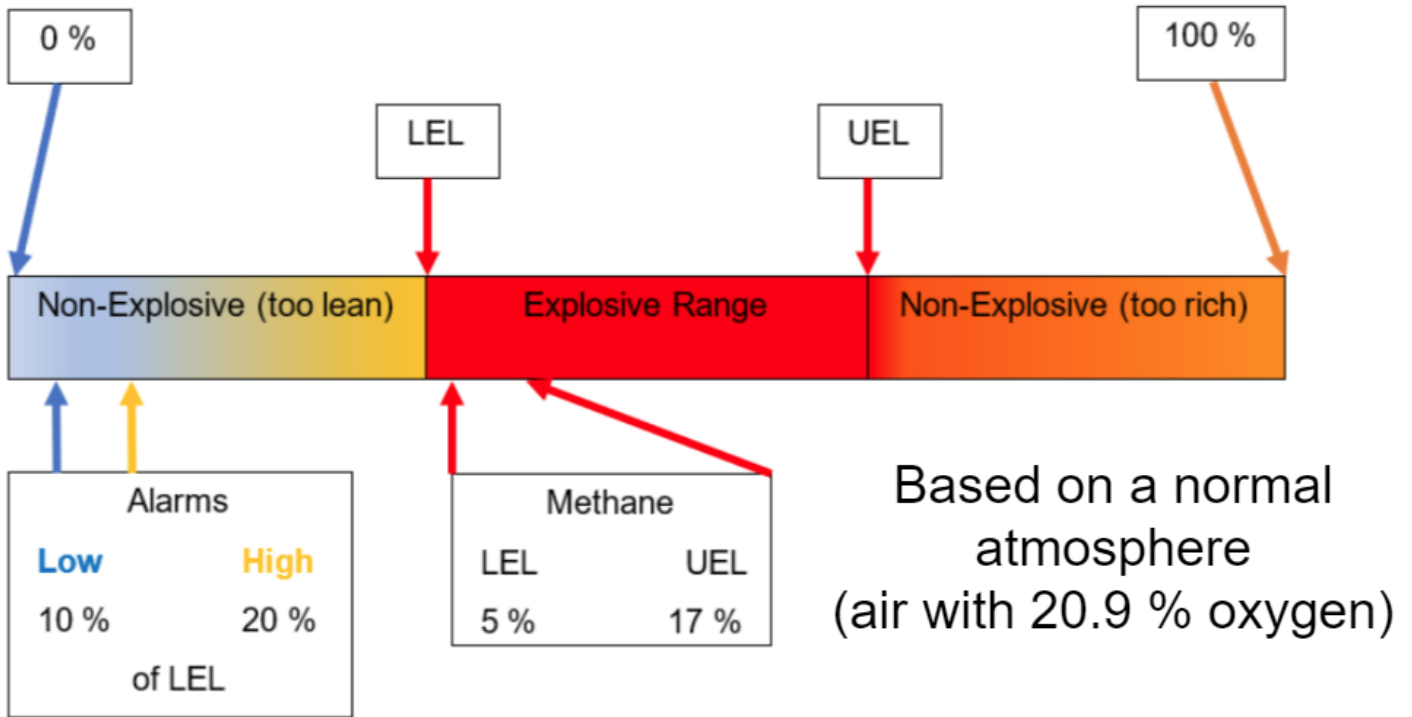 0 %
100 %
LEL
UEL
Non-Explosive (too lean)
Explosive Range
Non-Explosive (too rich)
Alarms
Low High
10 % 20 %
of LEL
Methane
LEL UEL
5 % 17 %
Based on a normal
atmosphere
(air with 20.9 % oxygen)